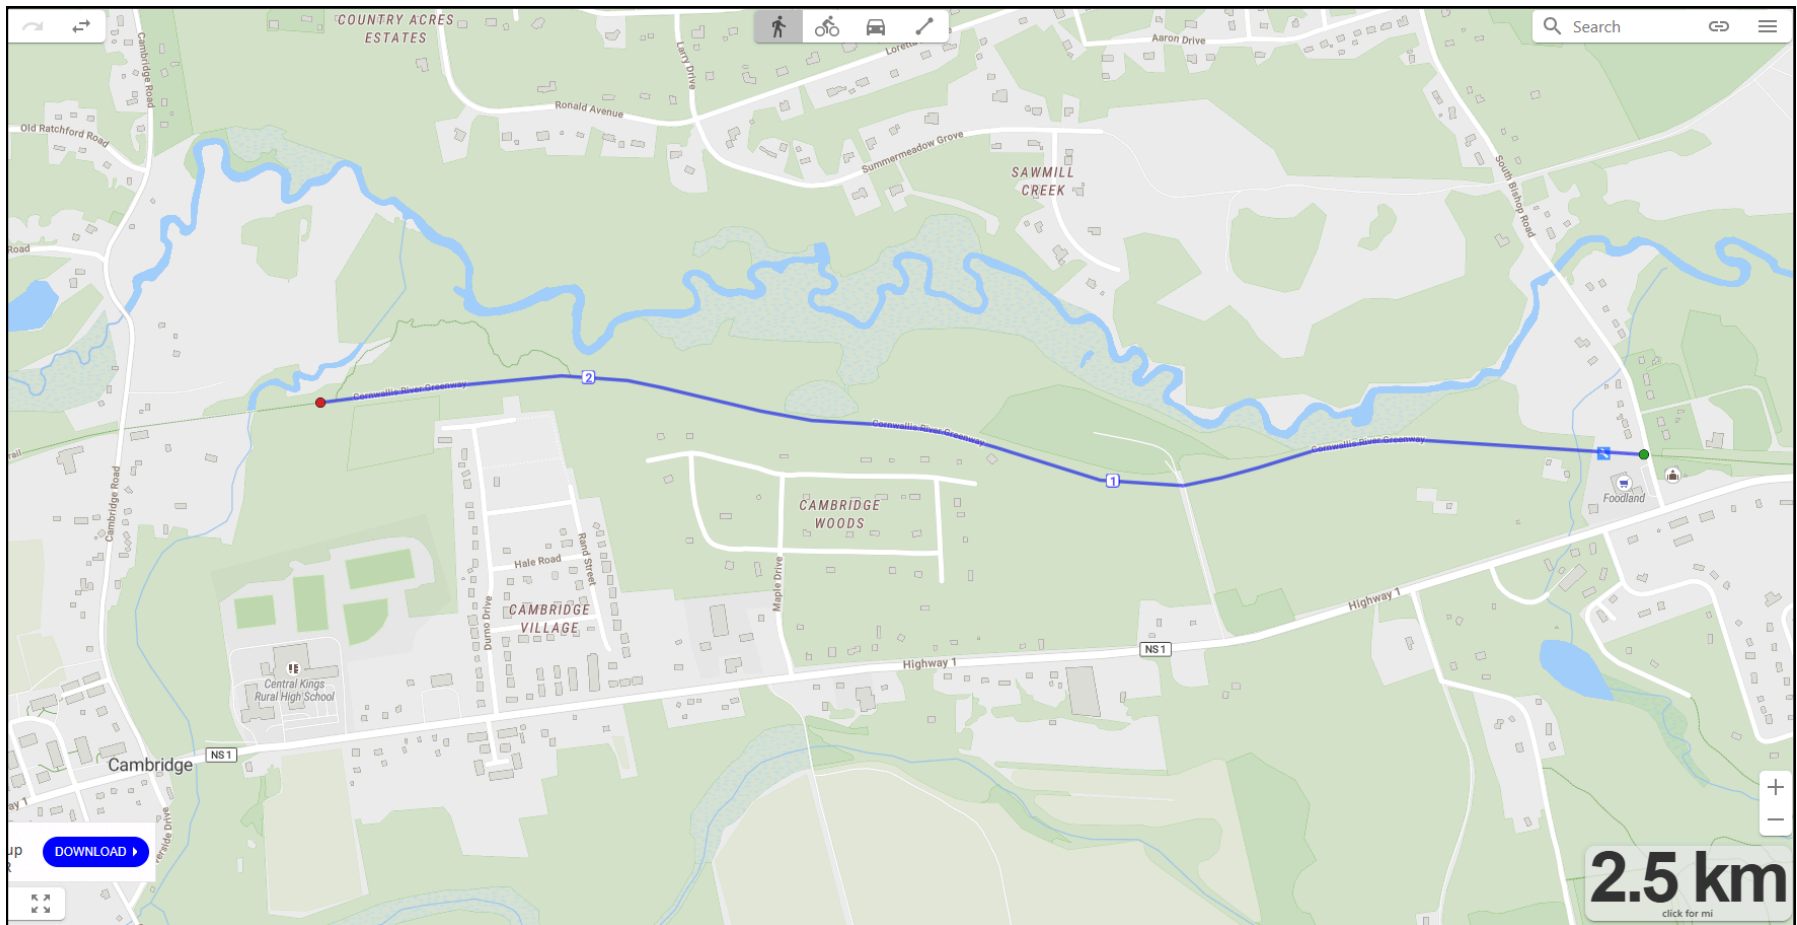 COUNTRY ACRES
ESTATES
Search
Aaron Drive
Cambridge Road
Lary Drive
Ronald Avenue
Old Ratchford Road
Summermeadow Grove
SAWMILL
CREEK
South Bishop Road
Road
Cornwallis River Greenway
2
Cornwallis River Greenway
Cornwallis River Greenway
1
Foodland
Cambridge Road
CAMBRIDGE
WOODS
Hale Road
Rand Street
Maple Drive
Durno Drive
CAMBRIDGE
VILLAGE
Highway 1
NS 1
Highway 1
Central Kings
Rural High School
NS 1
Cambridge
up
DOWNLOAD
2.5 km
click for mi